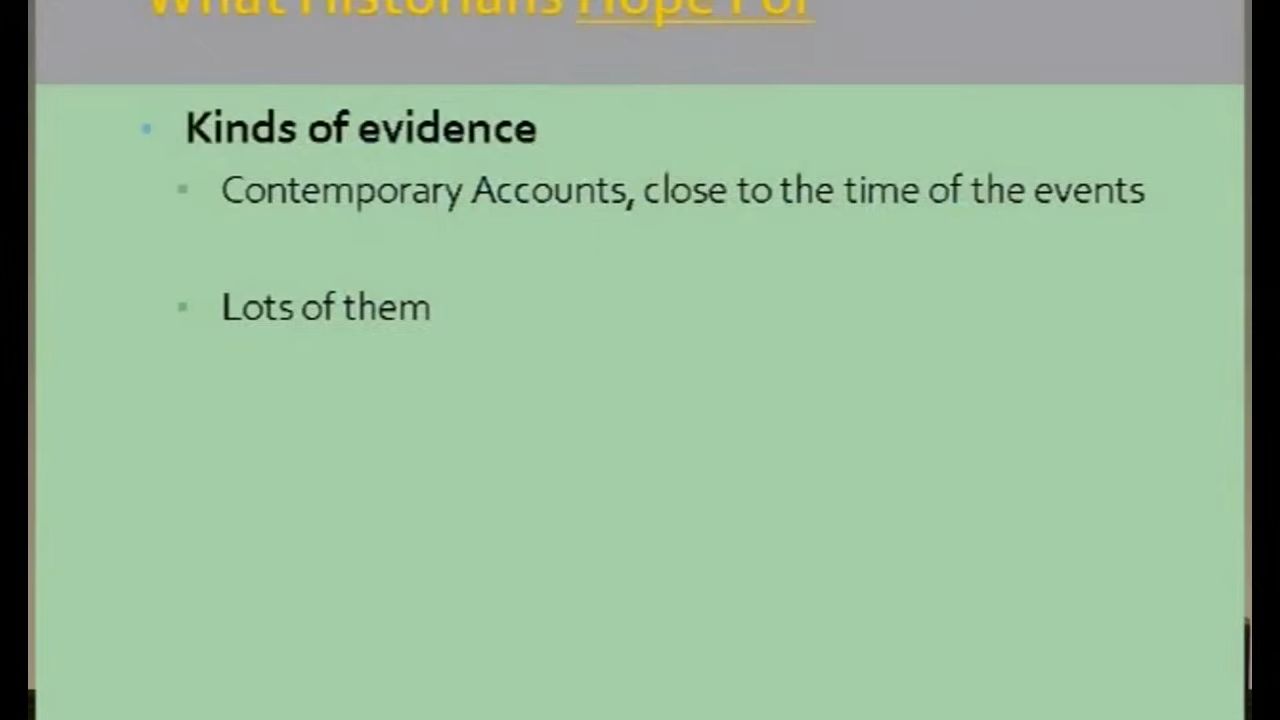 What Historians Hope For
Kinds of evidence
Contemporary Accounts, close to the time of the events
Lots of them